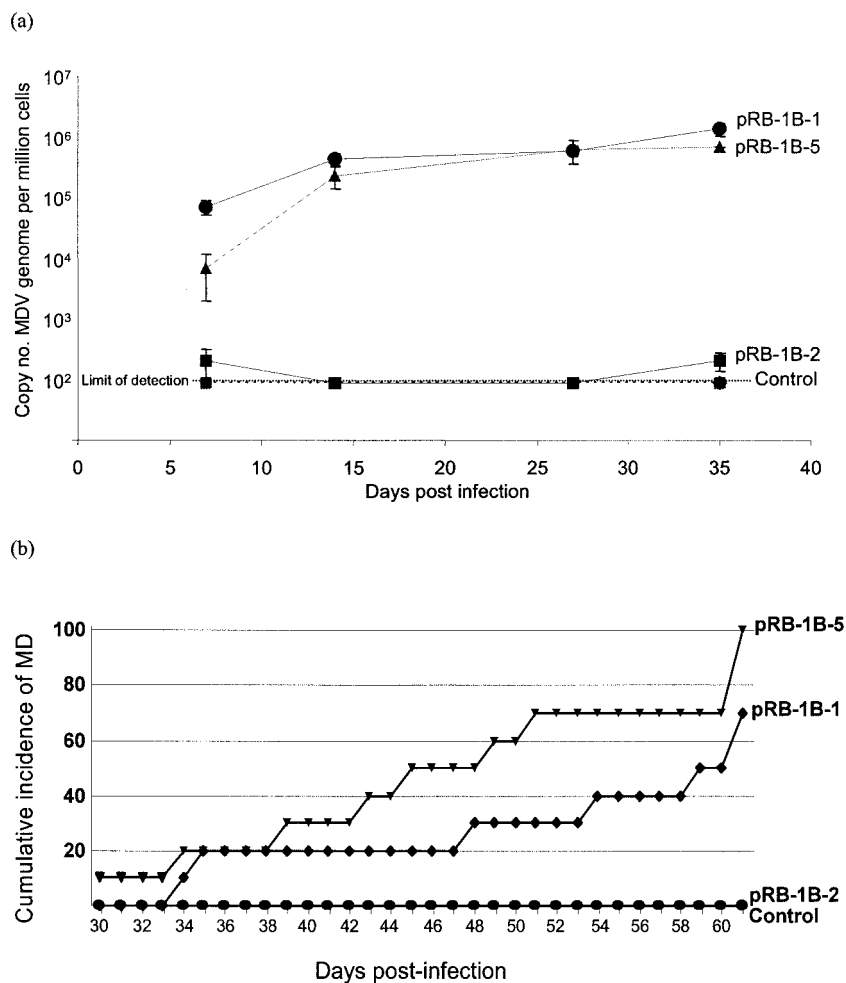 (a)
Copy no. MDV genome per million cells
10⁷
10⁶
10⁵
10⁴
10³
10²
pRB-1B-1
pRB-1B-5
pRB-1B-2
Limit of detection
Control
0 5 10 15 20 25 30 35 40
Days post infection
(b)
Cumulative incidence of MD
100
80
60
40
20
pRB-1B-5
pRB-1B-1
pRB-1B-2
Control
30 32 34 36 38 40 42 44 46 48 50 52 54 56 58 60
Days post-infection